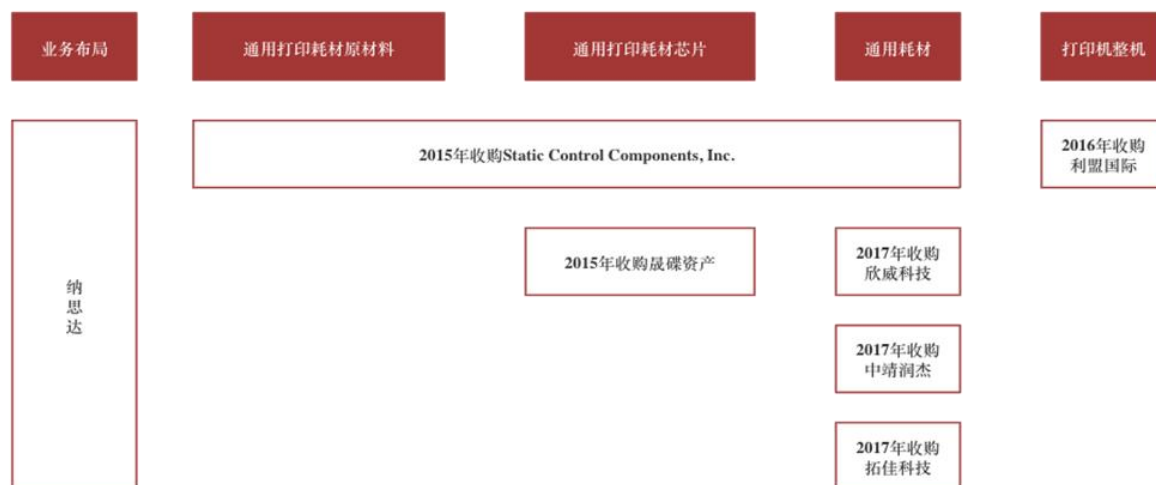 业务布局
通用打印耗材原材料
通用打印耗材芯片
通用耗材
打印机整机
2015年收购Static Control Components, Inc.
2016年收购
利盟国际
纳
思
达
2015年收购晟碟资产
2017年收购
欣威科技
2017年收购
中靖润杰
2017年收购
拓佳科技